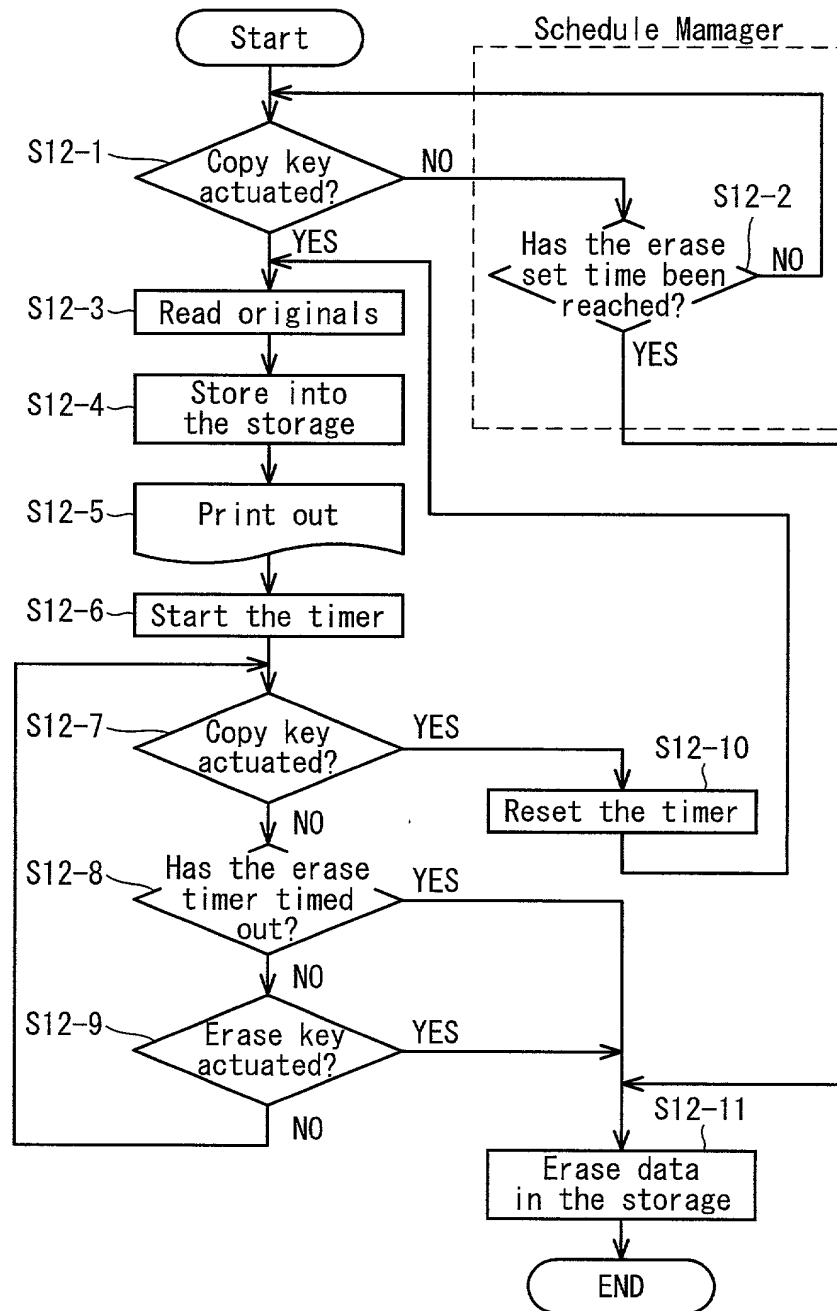 Start
Schedule Mamager
S12-1
Copy key
actuated?
NO
YES
S12-2
Has the erase
set time been
reached?
NO
YES
S12-3
Read originals
S12-4
Store into
the storage
S12-5
Print out
S12-6
Start the timer
S12-7
Copy key
actuated?
YES
NO
S12-10
Reset the timer
S12-8
Has the erase
timer timed
out?
YES
NO
S12-9
Erase key
actuated?
YES
NO
S12-11
Erase data
in the storage
END